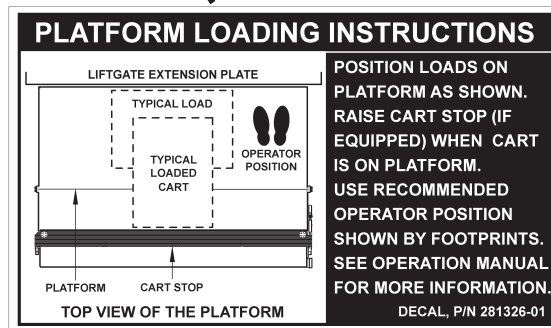 PLATFORM LOADING INSTRUCTIONS
LIFTGATE EXTENSION PLATE
TYPICAL LOAD
TYPICAL
LOADED
CART
OPERATOR
POSITION
PLATFORM
CART STOP
TOP VIEW OF THE PLATFORM
POSITION LOADS ON
PLATFORM AS SHOWN.
RAISE CART STOP (IF
EQUIPPED) WHEN CART
IS ON PLATFORM.
USE RECOMMENDED
OPERATOR POSITION
SHOWN BY FOOTPRINTS.
SEE OPERATION MANUAL
FOR MORE INFORMATION.
DECAL, P/N 281326-01